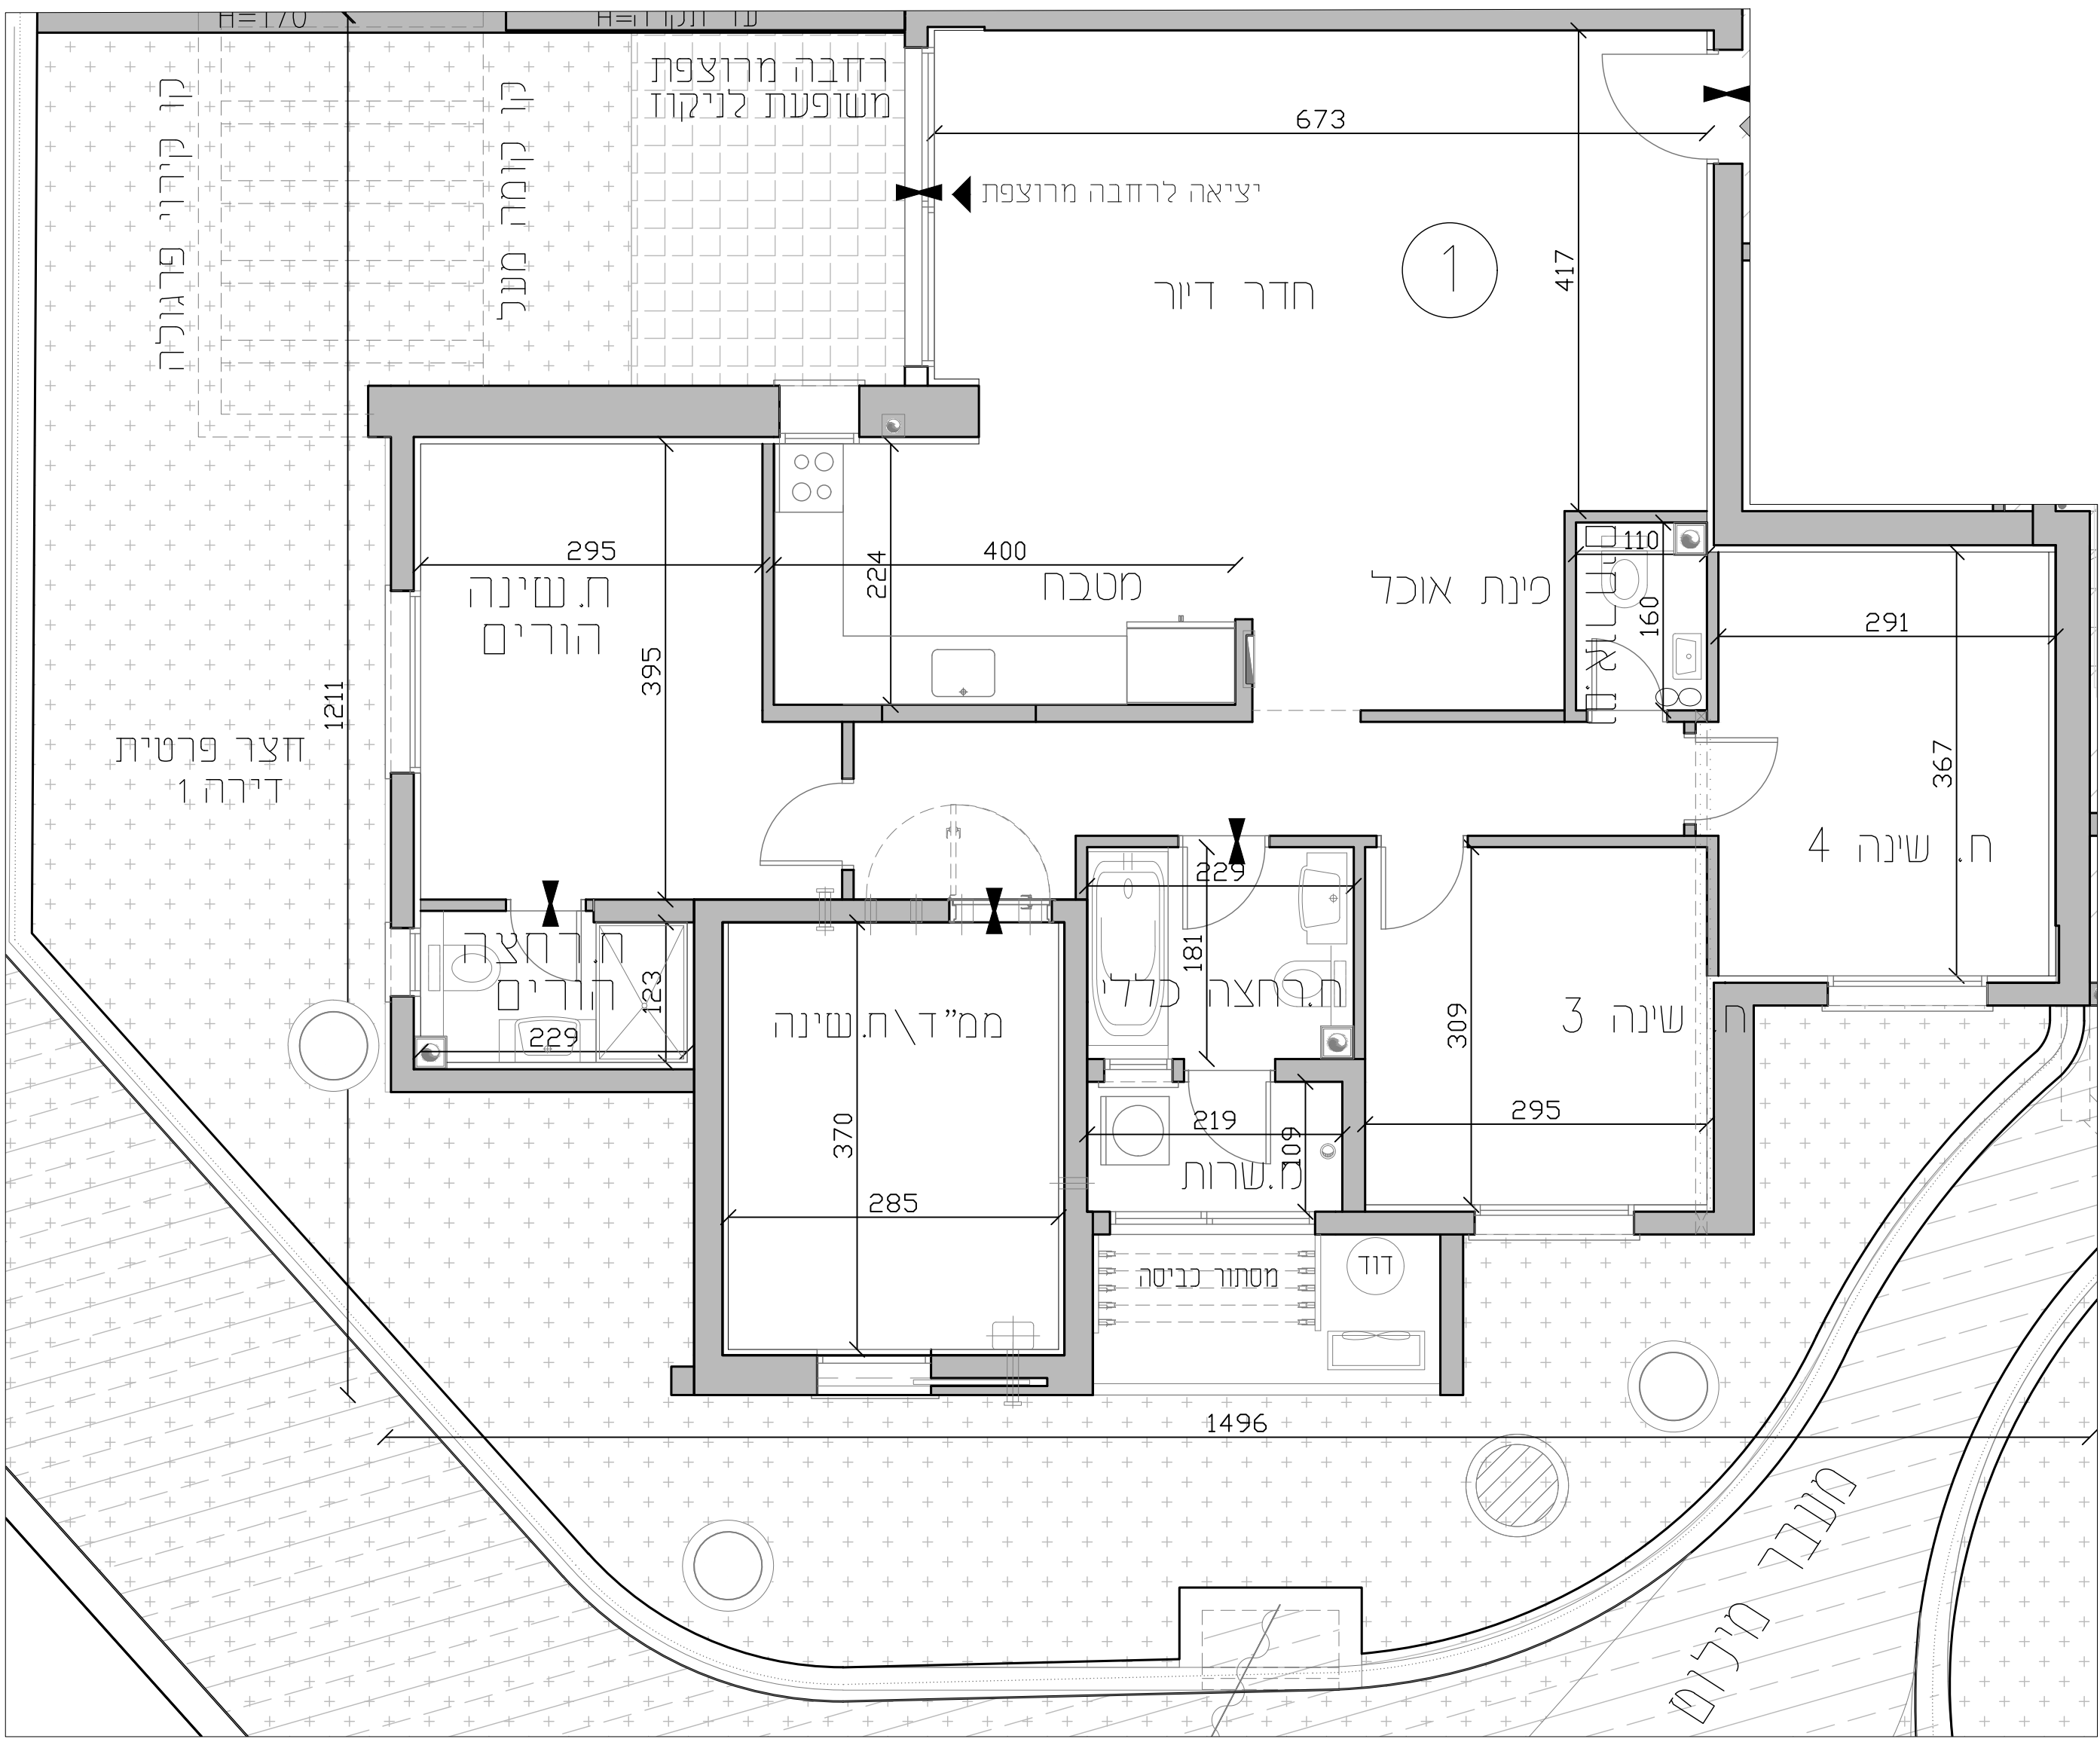 H=170
עד תקרה=H
רחבה מרוצפת
משופעת לניקוז
קו קירוי פרגולה
קו קומה מעל
673
יציאה לרחבה מרוצפת
1
417
חדר דיור
295
400
110
ח.שינה
הורים
224
מטבח
פינת אוכל
160
291
395
1211
חצר פרטית
דירה 1
367
ח. שינה 4
229
181
ח.רחצה
הורים
123
229
ממ"ד\ח.שינה
ח.רחצה כללי
309
ח. שינה 3
370
219
109
295
מ.שרות
285
מסתור כביסה
דוד
1496